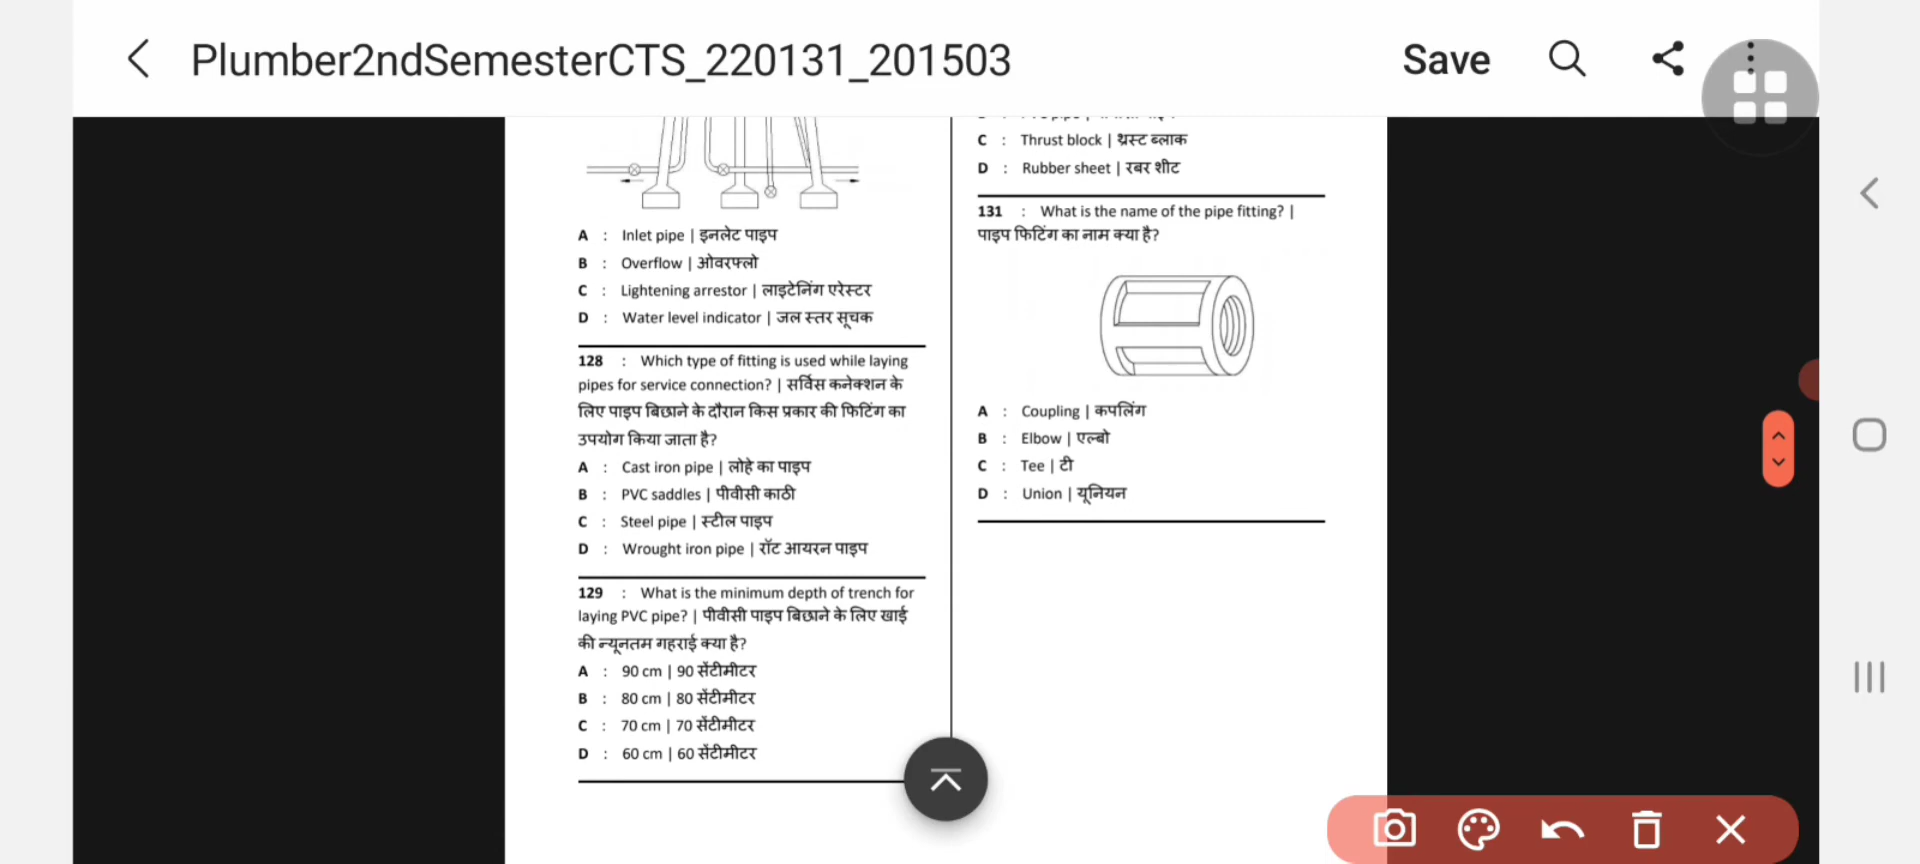 Plumber2ndSemesterCTS_220131_201503
Save
A : Inlet pipe | इनलेट पाइप
B : Overflow | ओवरफ्लो
C : Lightening arrestor | लाइटेनिंग एरेस्टर
D : Water level indicator | जल स्तर सूचक
128 : Which type of fitting is used while laying
pipes for service connection? | सर्विस कनेक्शन के
लिए पाइप बिछाने के दौरान किस प्रकार की फिटिंग का
उपयोग किया जाता है?
A : Cast iron pipe | लोहे का पाइप
B : PVC saddles | पीवीसी काठी
C : Steel pipe | स्टील पाइप
D : Wrought iron pipe | रॉट आयरन पाइप
129 : What is the minimum depth of trench for
laying PVC pipe? | पीवीसी पाइप बिछाने के लिए खाई
की न्यूनतम गहराई क्या है?
A : 90 cm | 90 सेंटीमीटर
B : 80 cm | 80 सेंटीमीटर
C : 70 cm | 70 सेंटीमीटर
D : 60 cm | 60 सेंटीमीटर
C : Thrust block | थ्रस्ट ब्लाक
D : Rubber sheet | रबर शीट
131 : What is the name of the pipe fitting? |
पाइप फिटिंग का नाम क्या है?
A : Coupling | कपलिंग
B : Elbow | एल्बो
C : Tee | टी
D : Union | यूनियन